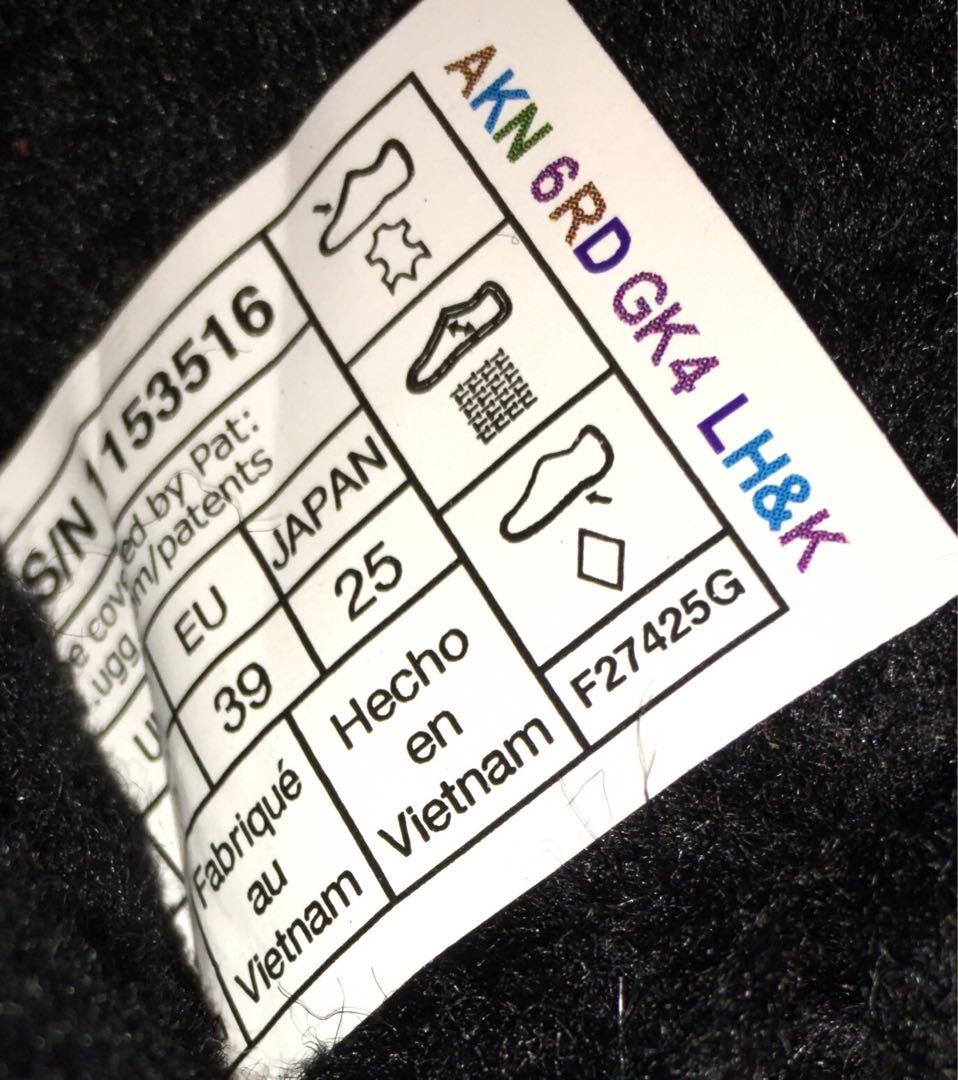 AKN 6RD GK4 LH&K
S/N 1153516
ed by Pat:
m/patents
EU JAPAN
39 25
Fabriqué
au
Vietnam
Hecho
en
Vietnam
F27425G